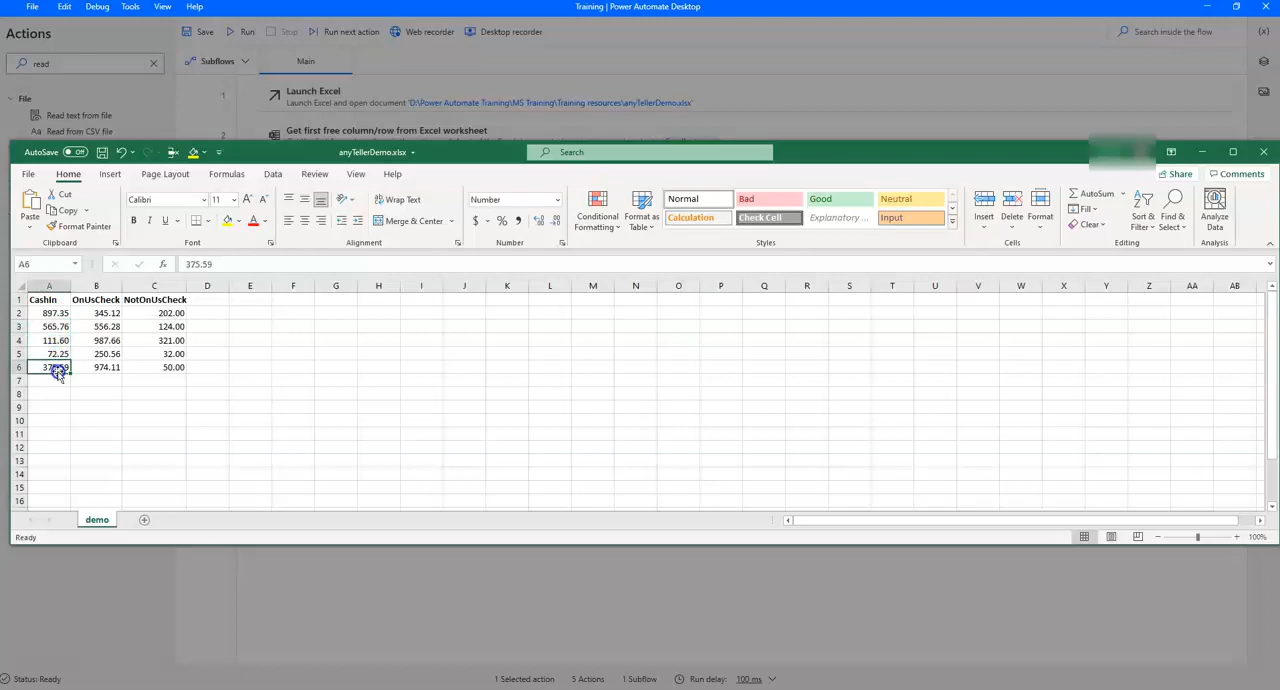 File Edit Debug Tools View Help Training | Power Automate Desktop
Actions Save Run Stop Run next action Web recorder Desktop recorder Search inside the flow {x}
read Subflows Main
1 Launch Excel
Launch Excel and open document 'D:\Power Automate Training\MS Training\Training resources\anyTellerDemo.xlsx'
File
Read text from file
2 Get first free column/row from Excel worksheet
Read from CSV file
AutoSave Off anyTellerDemo.xlsx Search
File Home Insert Page Layout Formulas Data Review View Help Share Comments
Paste Cut Copy Format Painter Calibri 11 Wrap Text Merge & Center Number
B I U A $ % 
Conditional Formatting Format as Table Normal Bad Good Neutral
Calculation Check Cell Explanatory ... Input
Insert Delete Format AutoSum Fill Clear Sort & Filter Find & Select Analyze Data
Clipboard Font Alignment Number Styles Cells Editing Analysis
A6 fx 375.59
A B C D E F G H I J K L M N O P Q R S T U V W X Y Z AA AB
1 CashIn OnUsCheck NotOnUsCheck
2 897.35 345.12 202.00
3 565.76 556.28 124.00
4 111.60 987.66 321.00
5 72.25 250.56 32.00
6 974.11 50.00
7
8
9
10
11
12
13
14
15
16
demo
Ready 100%
Status: Ready 1 Selected action 5 Actions 1 Subflow Run delay: 100 ms